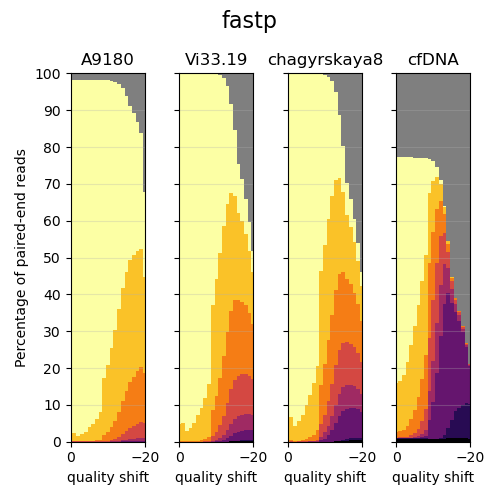 fastp
A9180 Vi33.19 chagyrskaya8 cfDNA
Percentage of paired-end reads
100
90
80
70
60
50
40
30
20
10
0
0 −20 0 −20 0 −20 0 −20
quality shift quality shift quality shift quality shift